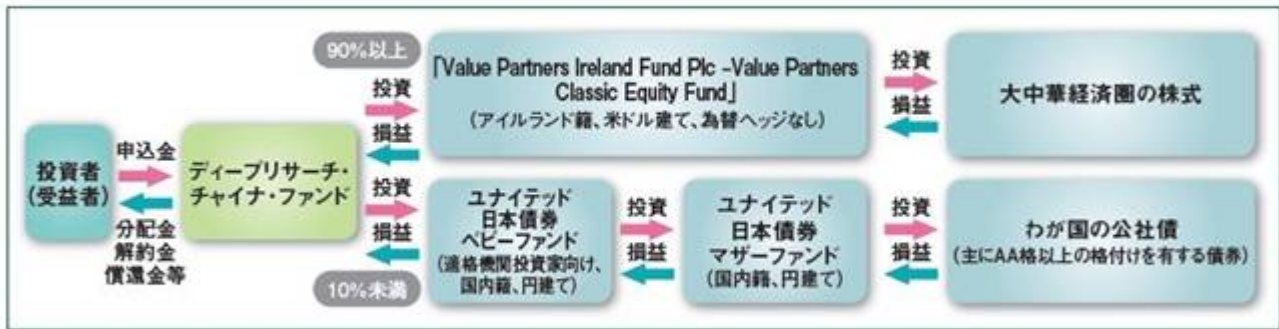 投資者
(受益者)
申込金
分配金
解約金
償還金等
ディープリサーチ・
チャイナ・ファンド
90%以上
投資
損益
「Value Partners Ireland Fund Plc –Value Partners
Classic Equity Fund」
(アイルランド籍、米ドル建て、為替ヘッジなし)
投資
損益
大中華経済圏の株式
投資
損益
10%未満
ユナイテッド
日本債券
ベビーファンド
(適格機関投資家向け、
国内籍、円建て)
投資
損益
ユナイテッド
日本債券
マザーファンド
(国内籍、円建て)
投資
損益
わが国の公社債
(主にAA格以上の格付けを有する債券)